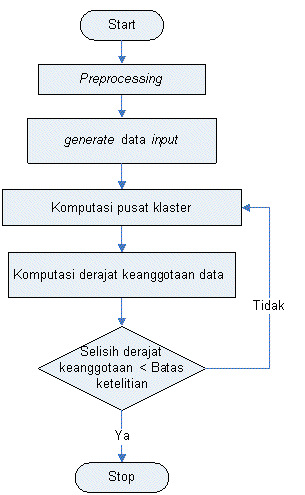 Start
Preprocessing
generate data input
Komputasi pusat klaster
Komputasi derajat keanggotaan data
Tidak
Selisih derajat
keanggotaan < Batas
ketelitian
Ya
Stop